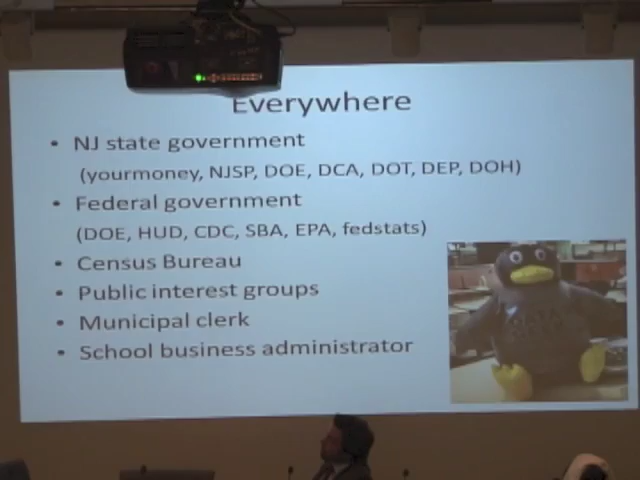 Everywhere
• NJ state government
(yourmoney, NJSP, DOE, DCA, DOT, DEP, DOH)
• Federal government
(DOE, HUD, CDC, SBA, EPA, fedstats)
• Census Bureau
• Public interest groups
• Municipal clerk
• School business administrator
DATA